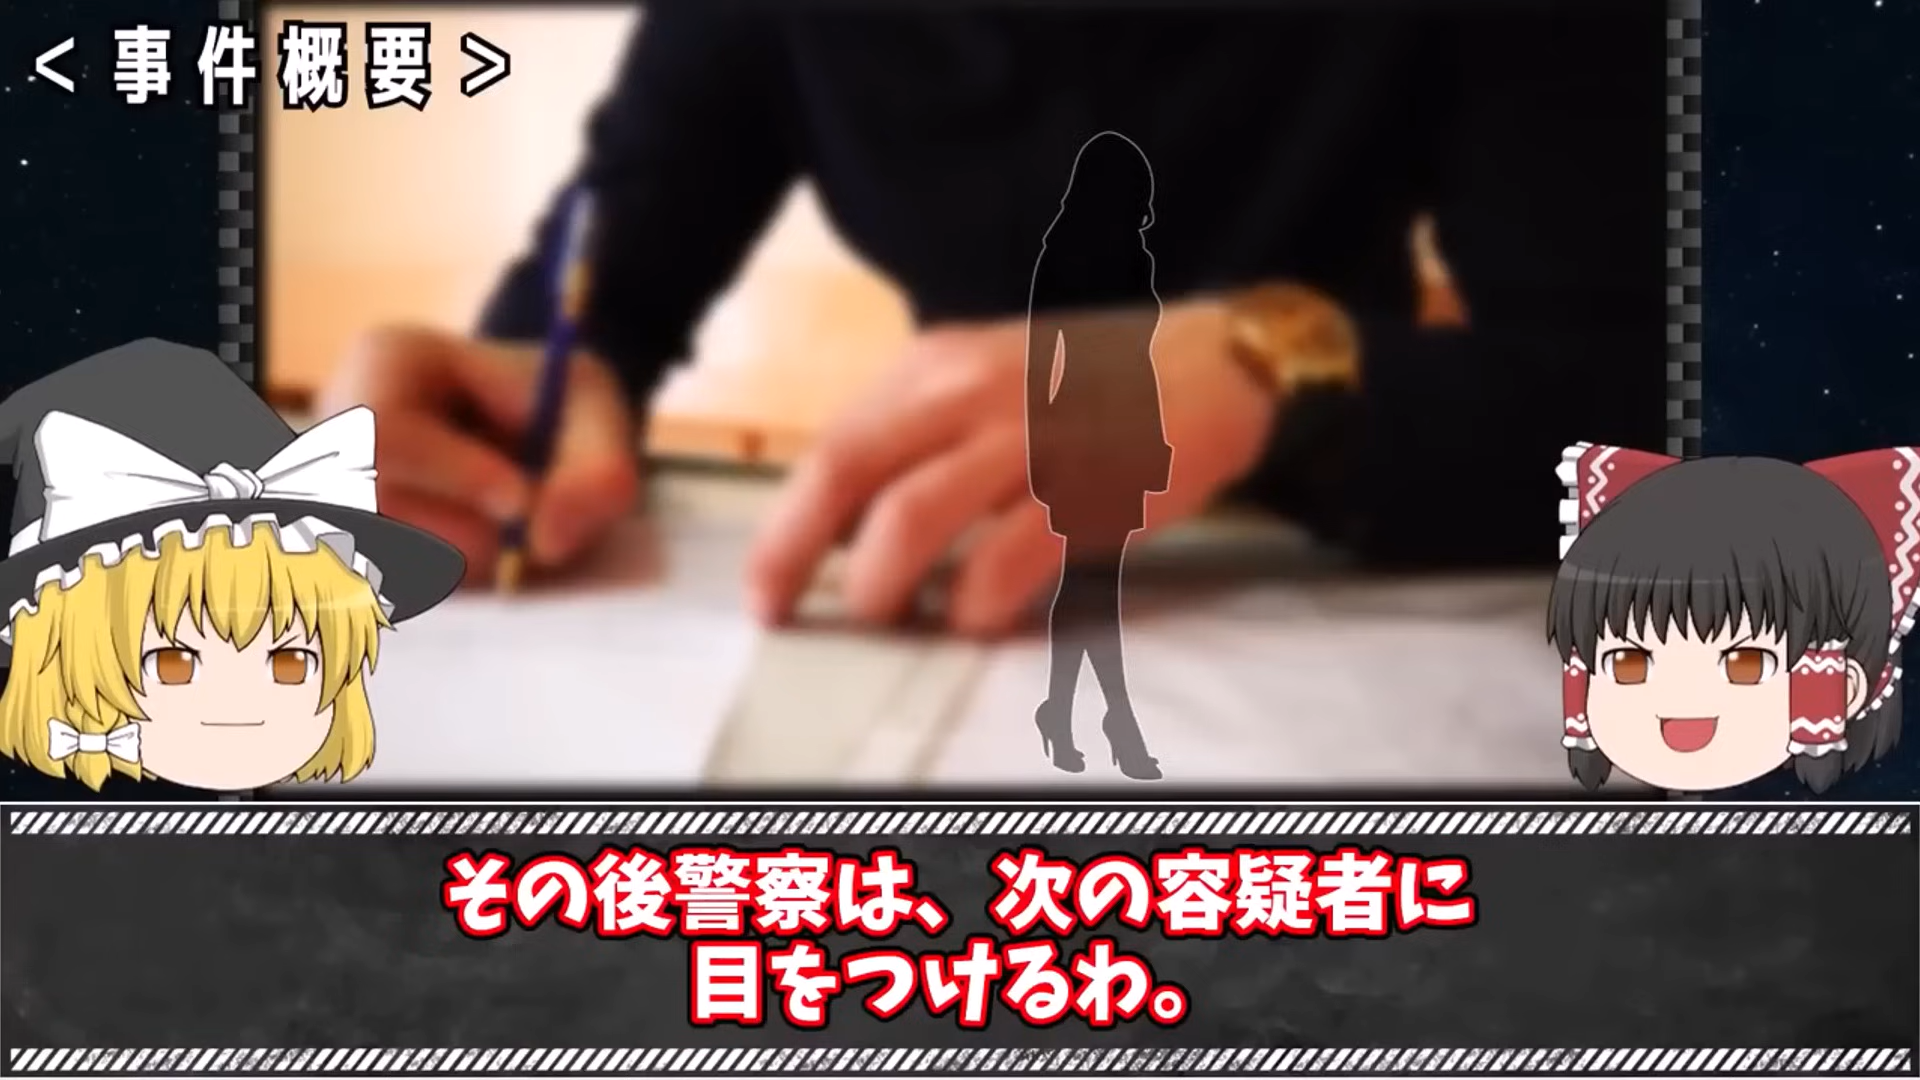 ＜事件概要＞
その後警察は、次の容疑者に
目をつけるわ。